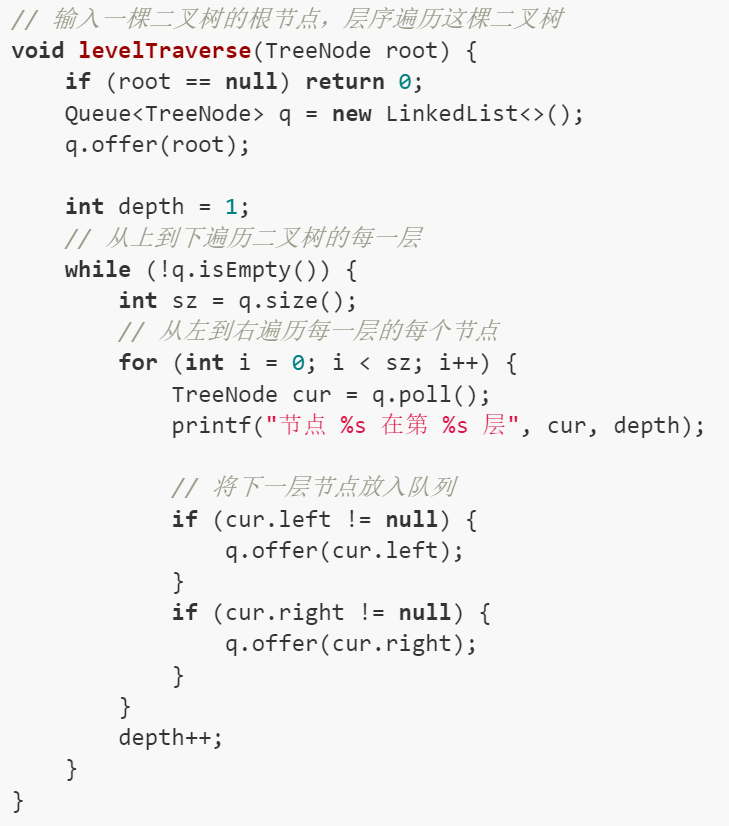 // 输入一棵二叉树的根节点，层序遍历这棵二叉树
void levelTraverse(TreeNode root) {
    if (root == null) return 0;
    Queue<TreeNode> q = new LinkedList<>();
    q.offer(root);

    int depth = 1;
    // 从上到下遍历二叉树的每一层
    while (!q.isEmpty()) {
        int sz = q.size();
        // 从左到右遍历每一层的每个节点
        for (int i = 0; i < sz; i++) {
            TreeNode cur = q.poll();
            printf("节点 %s 在第 %s 层", cur, depth);

            // 将下一层节点放入队列
            if (cur.left != null) {
                q.offer(cur.left);
            }
            if (cur.right != null) {
                q.offer(cur.right);
            }
        }
        depth++;
    }
}